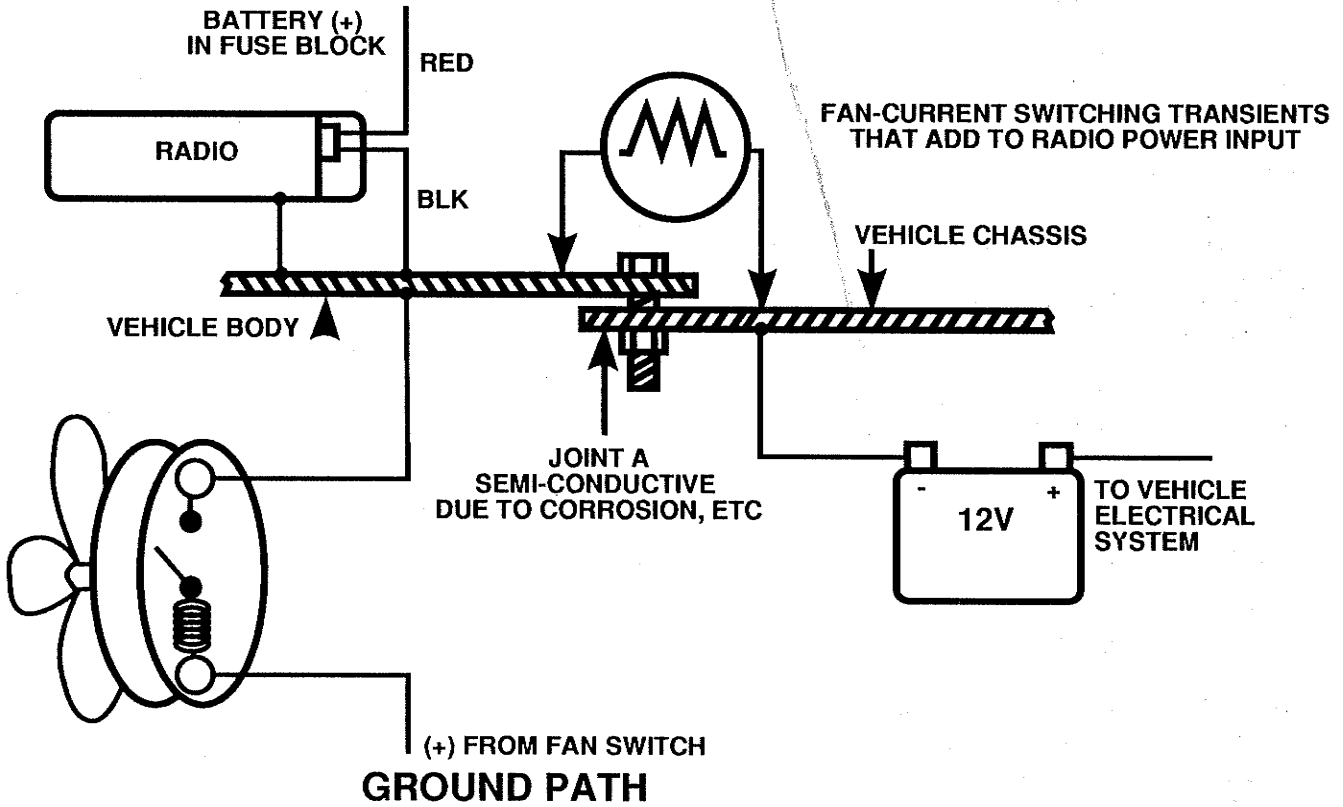 BATTERY (+)
IN FUSE BLOCK
RED
RADIO
BLK
FAN-CURRENT SWITCHING TRANSIENTS
THAT ADD TO RADIO POWER INPUT
VEHICLE CHASSIS
VEHICLE BODY
JOINT A
SEMI-CONDUCTIVE
DUE TO CORROSION, ETC
- +
12V
TO VEHICLE
ELECTRICAL
SYSTEM
(+) FROM FAN SWITCH
GROUND PATH